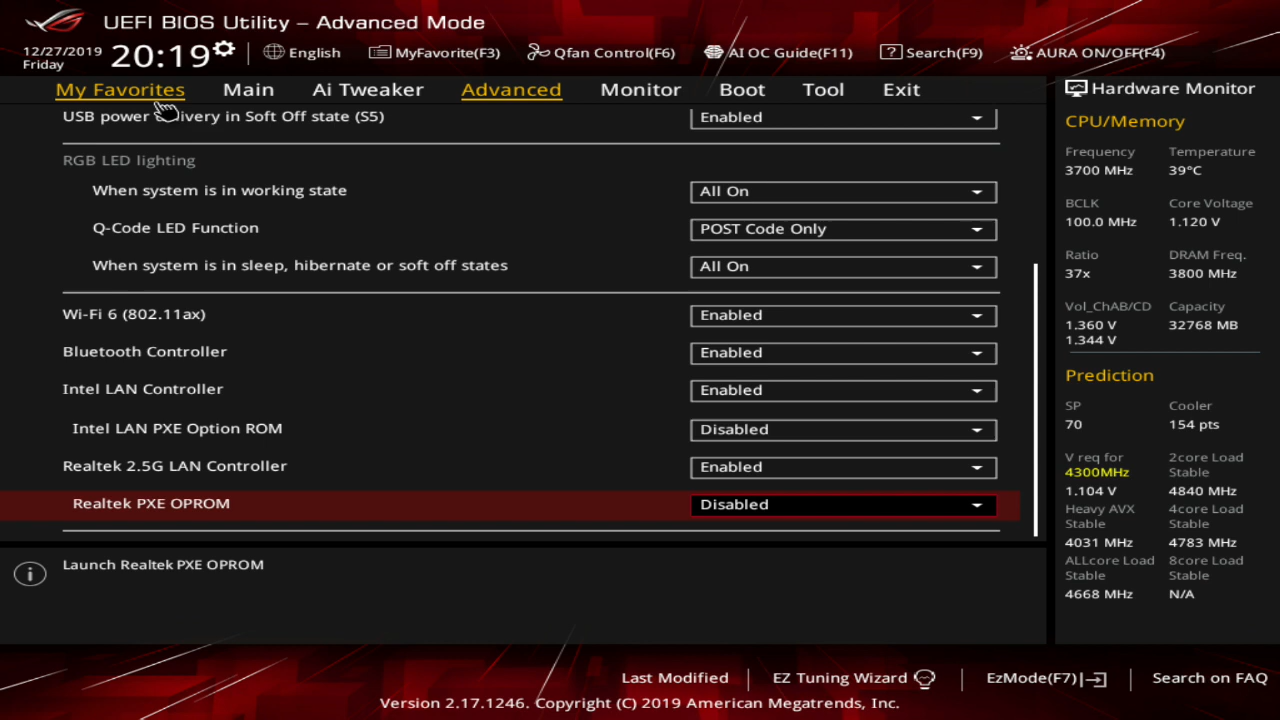 UEFI BIOS Utility – Advanced Mode
12/27/2019
Friday
20:19
English
MyFavorite(F3)
Qfan Control(F6)
AI OC Guide(F11)
Search(F9)
AURA ON/OFF(F4)
My Favorites
Main
Ai Tweaker
Advanced
Monitor
Boot
Tool
Exit
USB power delivery in Soft Off state (S5)
Enabled
RGB LED lighting
When system is in working state
All On
Q-Code LED Function
POST Code Only
When system is in sleep, hibernate or soft off states
All On
Wi-Fi 6 (802.11ax)
Enabled
Bluetooth Controller
Enabled
Intel LAN Controller
Enabled
Intel LAN PXE Option ROM
Disabled
Realtek 2.5G LAN Controller
Enabled
Realtek PXE OPROM
Disabled
Launch Realtek PXE OPROM
Hardware Monitor
CPU/Memory
Frequency
Temperature
3700 MHz
39°C
BCLK
Core Voltage
100.0 MHz
1.120 V
Ratio
DRAM Freq.
37x
3800 MHz
Vol_ChAB/CD
Capacity
1.360 V
32768 MB
1.344 V
Prediction
SP
Cooler
70
154 pts
V req for
2core Load
4300MHz
Stable
1.104 V
4840 MHz
Heavy AVX
4core Load
Stable
Stable
4031 MHz
4783 MHz
ALLcore Load
8core Load
Stable
Stable
4668 MHz
N/A
Last Modified
EZ Tuning Wizard
EzMode(F7)
Search on FAQ
Version 2.17.1246. Copyright (C) 2019 American Megatrends, Inc.